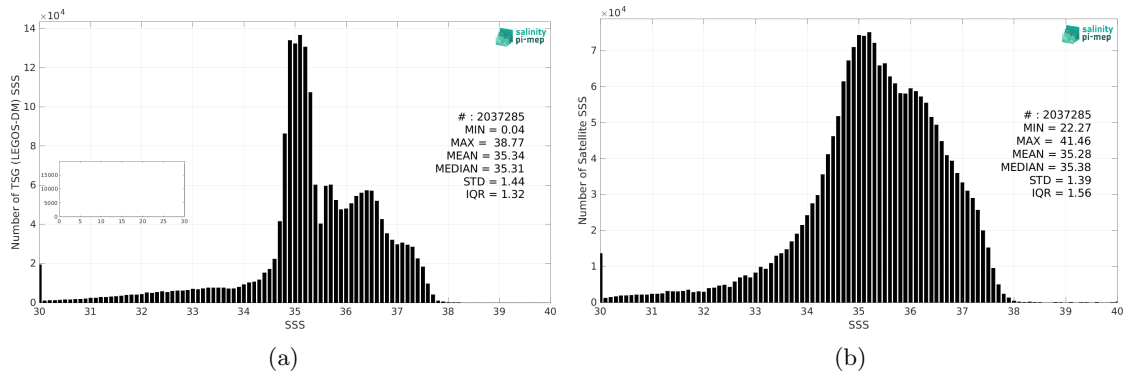 ×10⁴
14
12
10
8
6
4
2
0
Number of TSG (LEGOS-DM) SSS
salinity
pi-mep
# : 2037285
MIN = 0.04
MAX = 38.77
MEAN = 35.34
MEDIAN = 35.31
STD = 1.44
IQR = 1.32
15000
10000
5000
0
0 5 10 15 20 25 30
30 31 32 33 34 35 36 37 38 39 40
SSS
(a)
×10⁴
7
6
5
4
3
2
1
0
Number of Satellite SSS
salinity
pi-mep
# : 2037285
MIN = 22.27
MAX = 41.46
MEAN = 35.28
MEDIAN = 35.38
STD = 1.39
IQR = 1.56
30 31 32 33 34 35 36 37 38 39 40
SSS
(b)